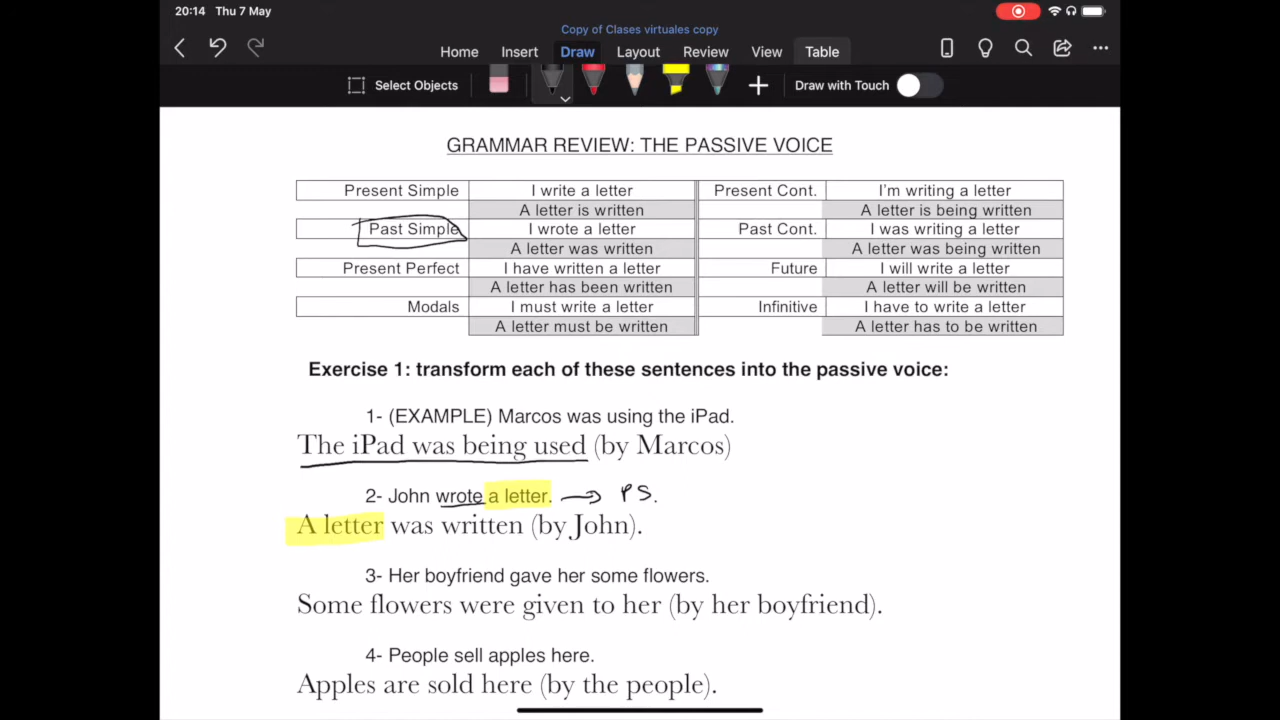 20:14 Thu 7 May
Copy of Clases virtuales copy
Home Insert Draw Layout Review View Table
Select Objects Draw with Touch
GRAMMAR REVIEW: THE PASSIVE VOICE
Present Simple I write a letter Present Cont. I'm writing a letter
A letter is written A letter is being written
Past Simple I wrote a letter Past Cont. I was writing a letter
A letter was written A letter was being written
Present Perfect I have written a letter Future I will write a letter
A letter has been written A letter will be written
Modals I must write a letter Infinitive I have to write a letter
A letter must be written A letter has to be written
Exercise 1: transform each of these sentences into the passive voice:
1- (EXAMPLE) Marcos was using the iPad.
The iPad was being used (by Marcos)
2- John wrote a letter. → PS.
A letter was written (by John).
3- Her boyfriend gave her some flowers.
Some flowers were given to her (by her boyfriend).
4- People sell apples here.
Apples are sold here (by the people).